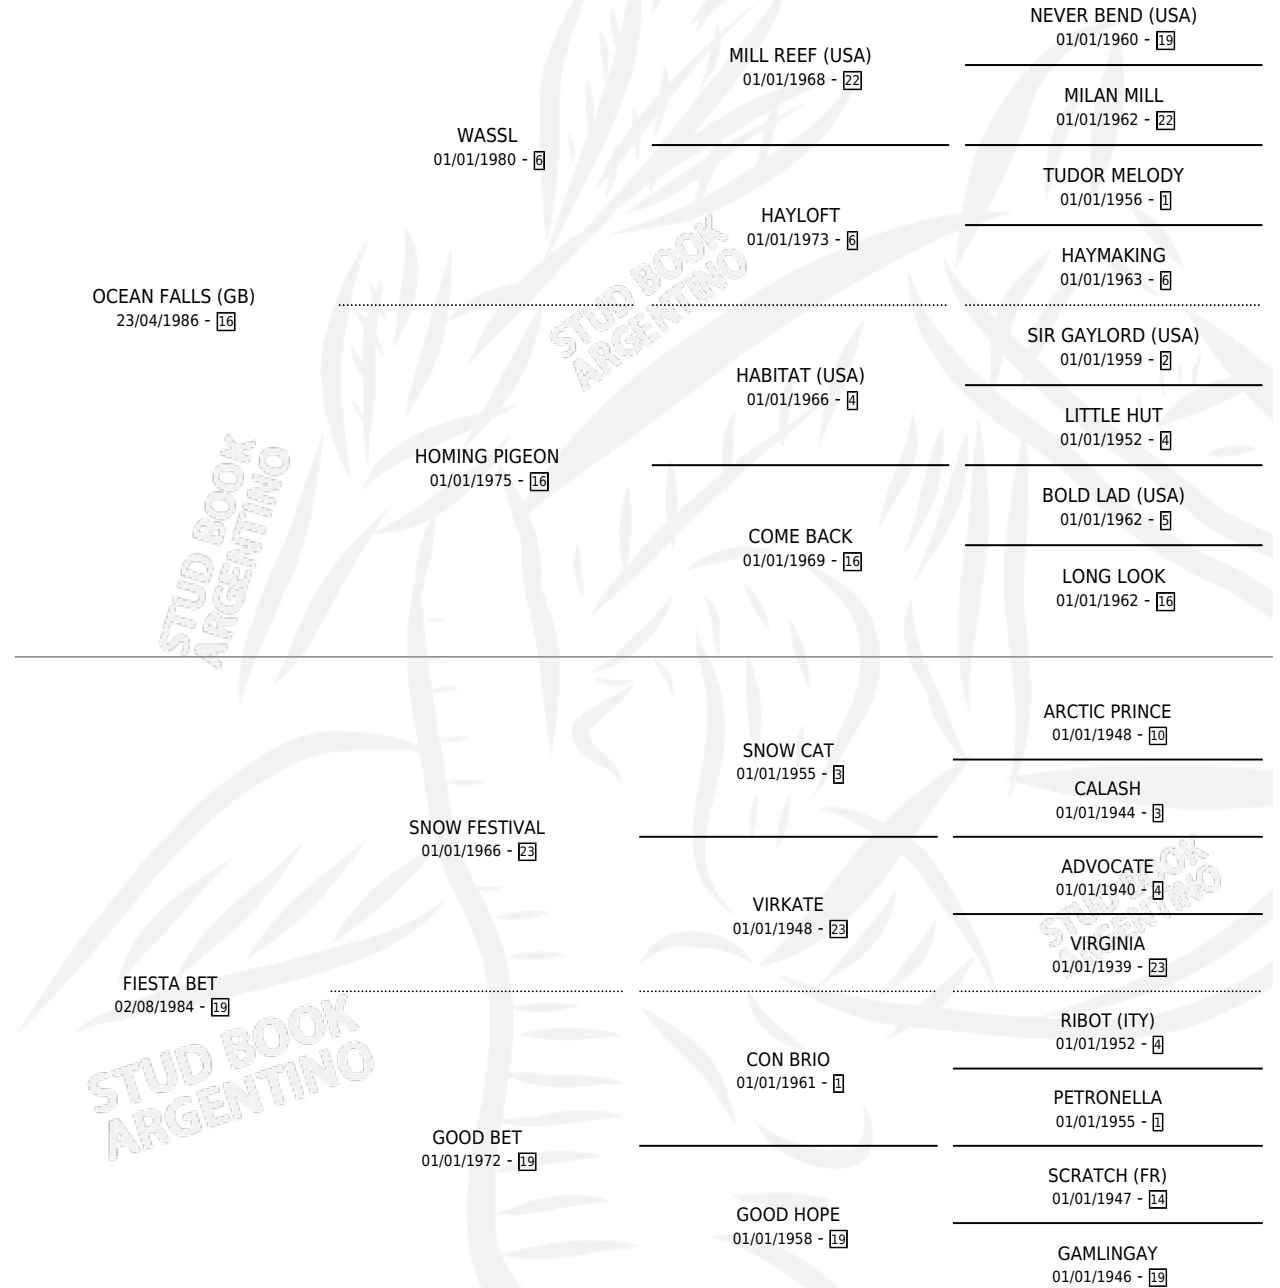 NEVER BEND (USA)
01/01/1960 - 19
MILL REEF (USA)
01/01/1968 - 22
MILAN MILL
01/01/1962 - 22
WASSL
01/01/1980 - 6
TUDOR MELODY
01/01/1956 - 1
HAYLOFT
01/01/1973 - 6
HAYMAKING
01/01/1963 - 6
OCEAN FALLS (GB)
23/04/1986 - 16
SIR GAYLORD (USA)
01/01/1959 - 2
HABITAT (USA)
01/01/1966 - 4
LITTLE HUT
01/01/1952 - 4
HOMING PIGEON
01/01/1975 - 16
BOLD LAD (USA)
01/01/1962 - 5
COME BACK
01/01/1969 - 16
LONG LOOK
01/01/1962 - 16
ARCTIC PRINCE
01/01/1948 - 10
SNOW CAT
01/01/1955 - 3
CALASH
01/01/1944 - 3
SNOW FESTIVAL
01/01/1966 - 23
ADVOCATE
01/01/1940 - 4
VIRKATE
01/01/1948 - 23
VIRGINIA
01/01/1939 - 23
FIESTA BET
02/08/1984 - 19
RIBOT (ITY)
01/01/1952 - 4
CON BRIO
01/01/1961 - 1
PETRONELLA
01/01/1955 - 1
GOOD BET
01/01/1972 - 19
SCRATCH (FR)
01/01/1947 - 14
GOOD HOPE
01/01/1958 - 19
GAMLINGAY
01/01/1946 - 19
STUD BOOK
ARGENTINO
STUD BOOK
ARGENTINO
STUD BOOK
ARGENTINO
STUD BOOK
ARGENTINO